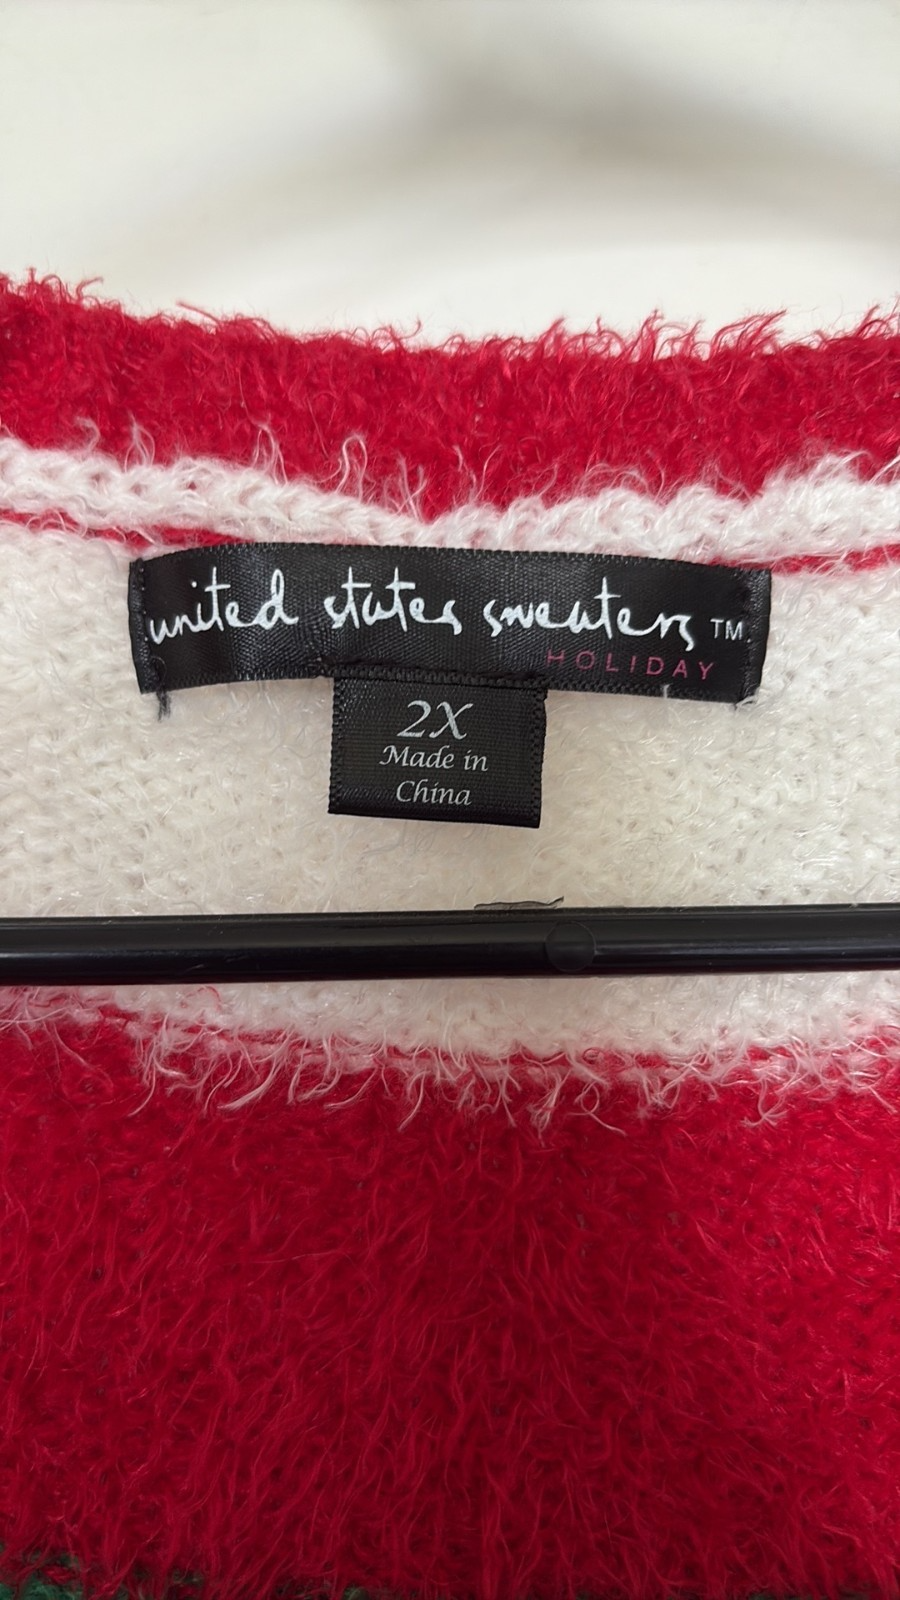 united states sweaters ™
HOLIDAY
2X
Made in
China